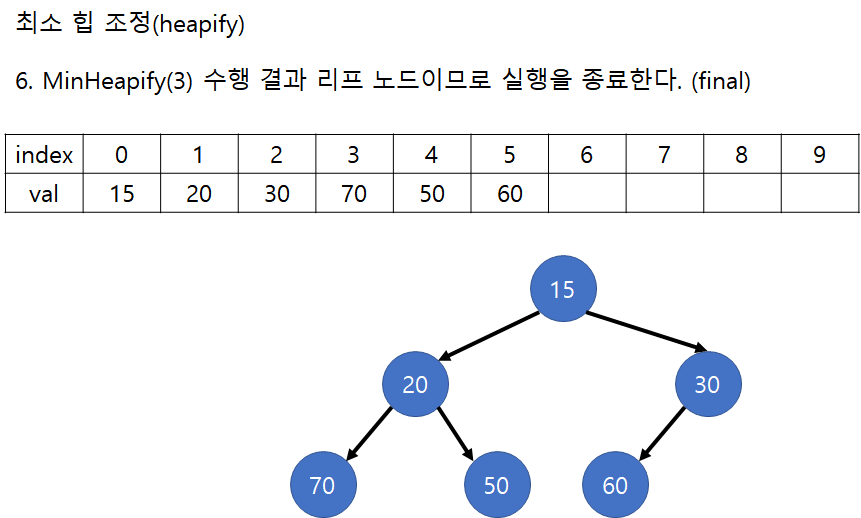 최소 힙 조정(heapify)
6. MinHeapify(3) 수행 결과 리프 노드이므로 실행을 종료한다. (final)
index 0 1 2 3 4 5 6 7 8 9
val 15 20 30 70 50 60
15
20 30
70 50 60